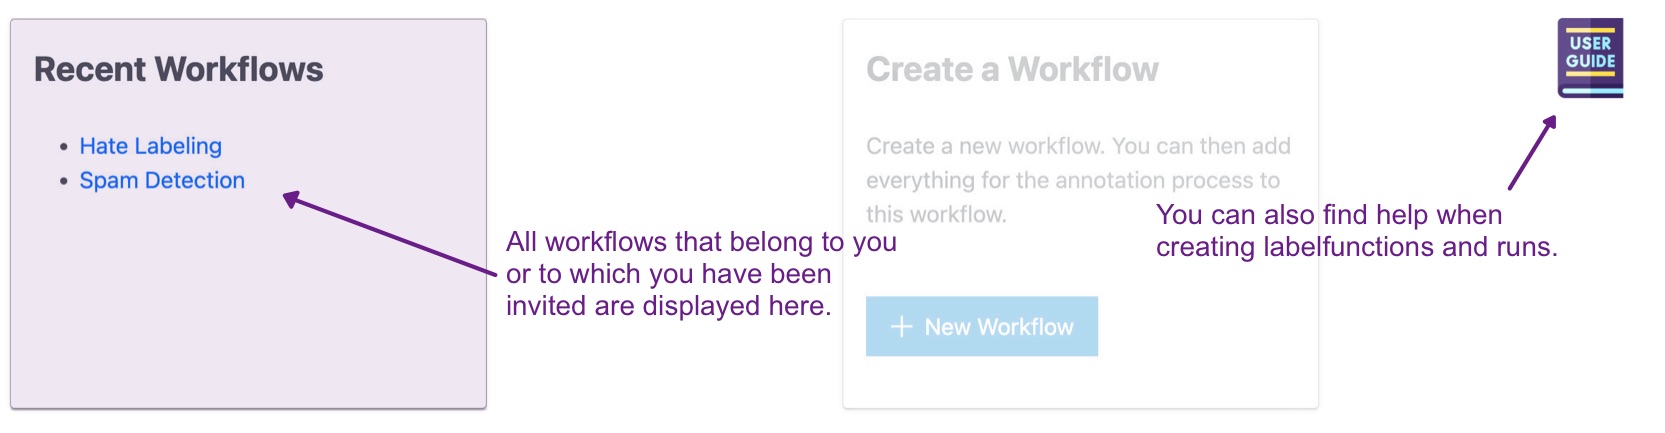 Recent Workflows
Hate Labeling
Spam Detection
All workflows that belong to you
or to which you have been
invited are displayed here.
Create a Workflow
Create a new workflow. You can then add
everything for the annotation process to
this workflow.
+ New Workflow
USER
GUIDE
You can also find help when
creating labelfunctions and runs.